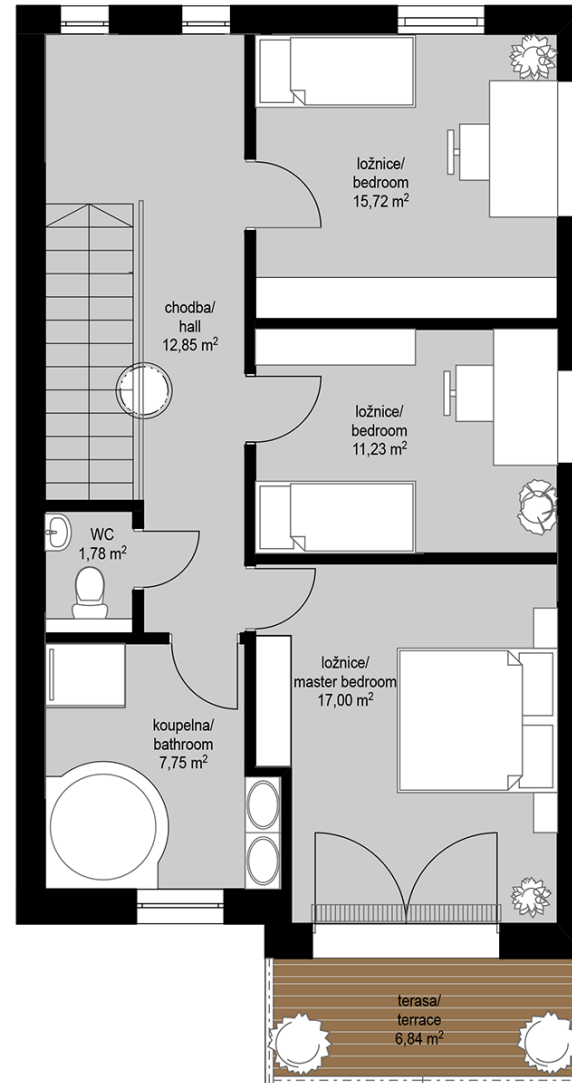 ložnice/
bedroom
15,72 m²
chodba/
hall
12,85 m²
ložnice/
bedroom
11,23 m²
WC
1,78 m²
ložnice/
master bedroom
17,00 m²
koupelna/
bathroom
7,75 m²
terasa/
terrace
6,84 m²